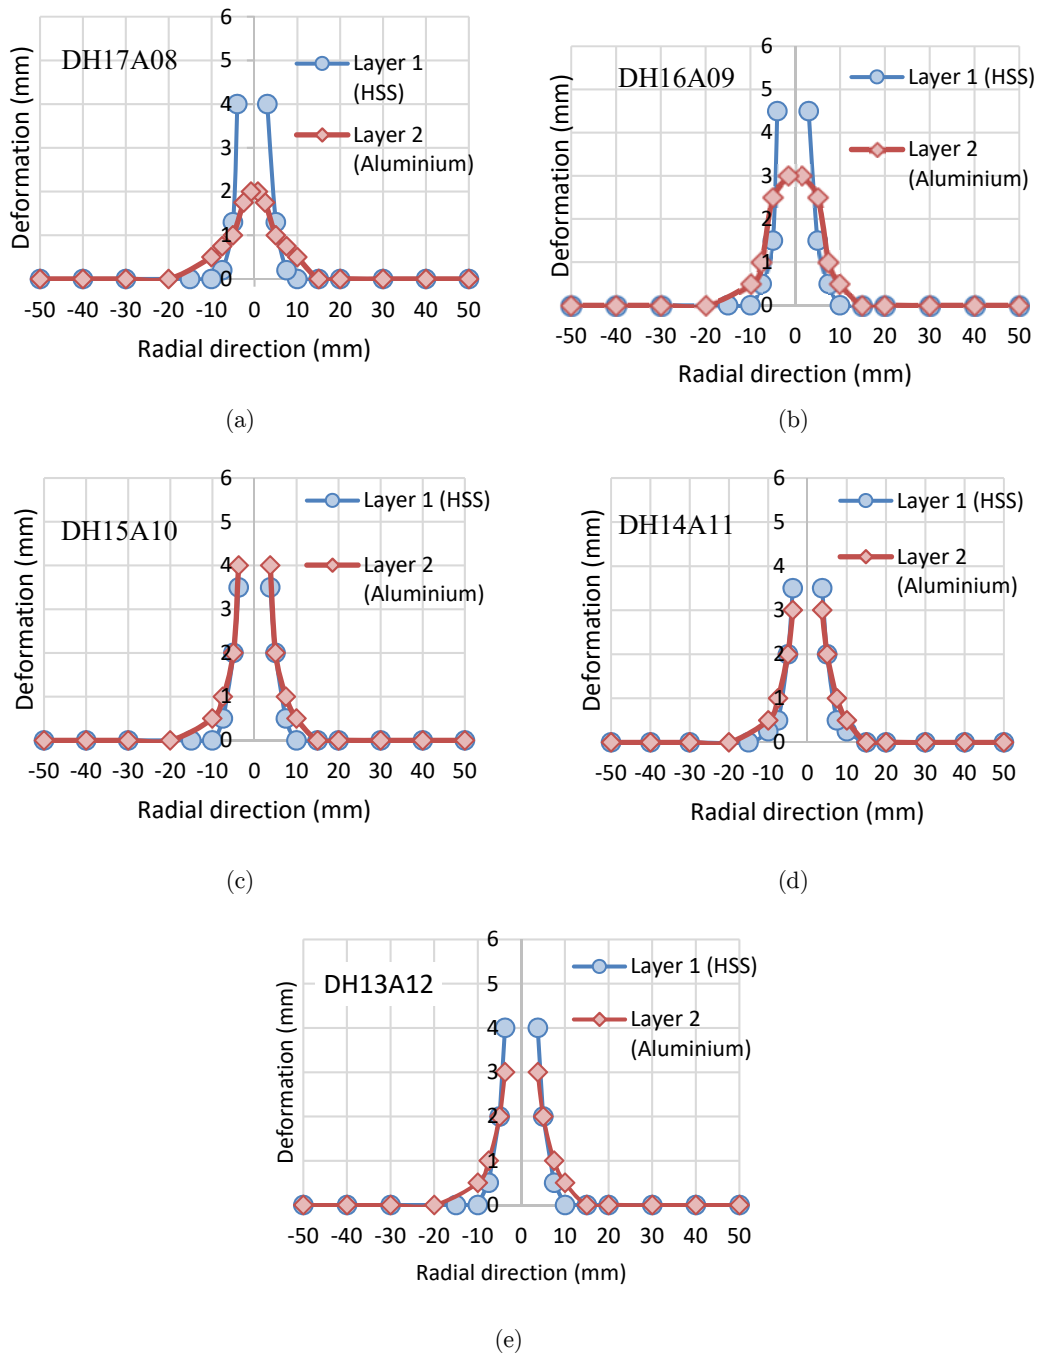 DH17A08
Deformation (mm)
6
5
4
3
2
1
0
-50 -40 -30 -20 -10 0 10 20 30 40 50
Radial direction (mm)
Layer 1
(HSS)
Layer 2
(Aluminium)
(a)
DH16A09
Deformation (mm)
6
5
4
3
2
1
0
-50 -40 -30 -20 -10 0 10 20 30 40 50
Radial direction (mm)
Layer 1 (HSS)
Layer 2
(Aluminium)
(b)
DH15A10
Deformation (mm)
6
5
4
3
2
1
0
-50 -40 -30 -20 -10 0 10 20 30 40 50
Radial direction (mm)
Layer 1 (HSS)
Layer 2
(Aluminium)
(c)
DH14A11
Deformation (mm)
6
5
4
3
2
1
0
-50 -40 -30 -20 -10 0 10 20 30 40 50
Radial direction (mm)
Layer 1 (HSS)
Layer 2
(Aluminium)
(d)
DH13A12
Deformation (mm)
6
5
4
3
2
1
0
-50 -40 -30 -20 -10 0 10 20 30 40 50
Radial direction (mm)
Layer 1 (HSS)
Layer 2
(Aluminium)
(e)